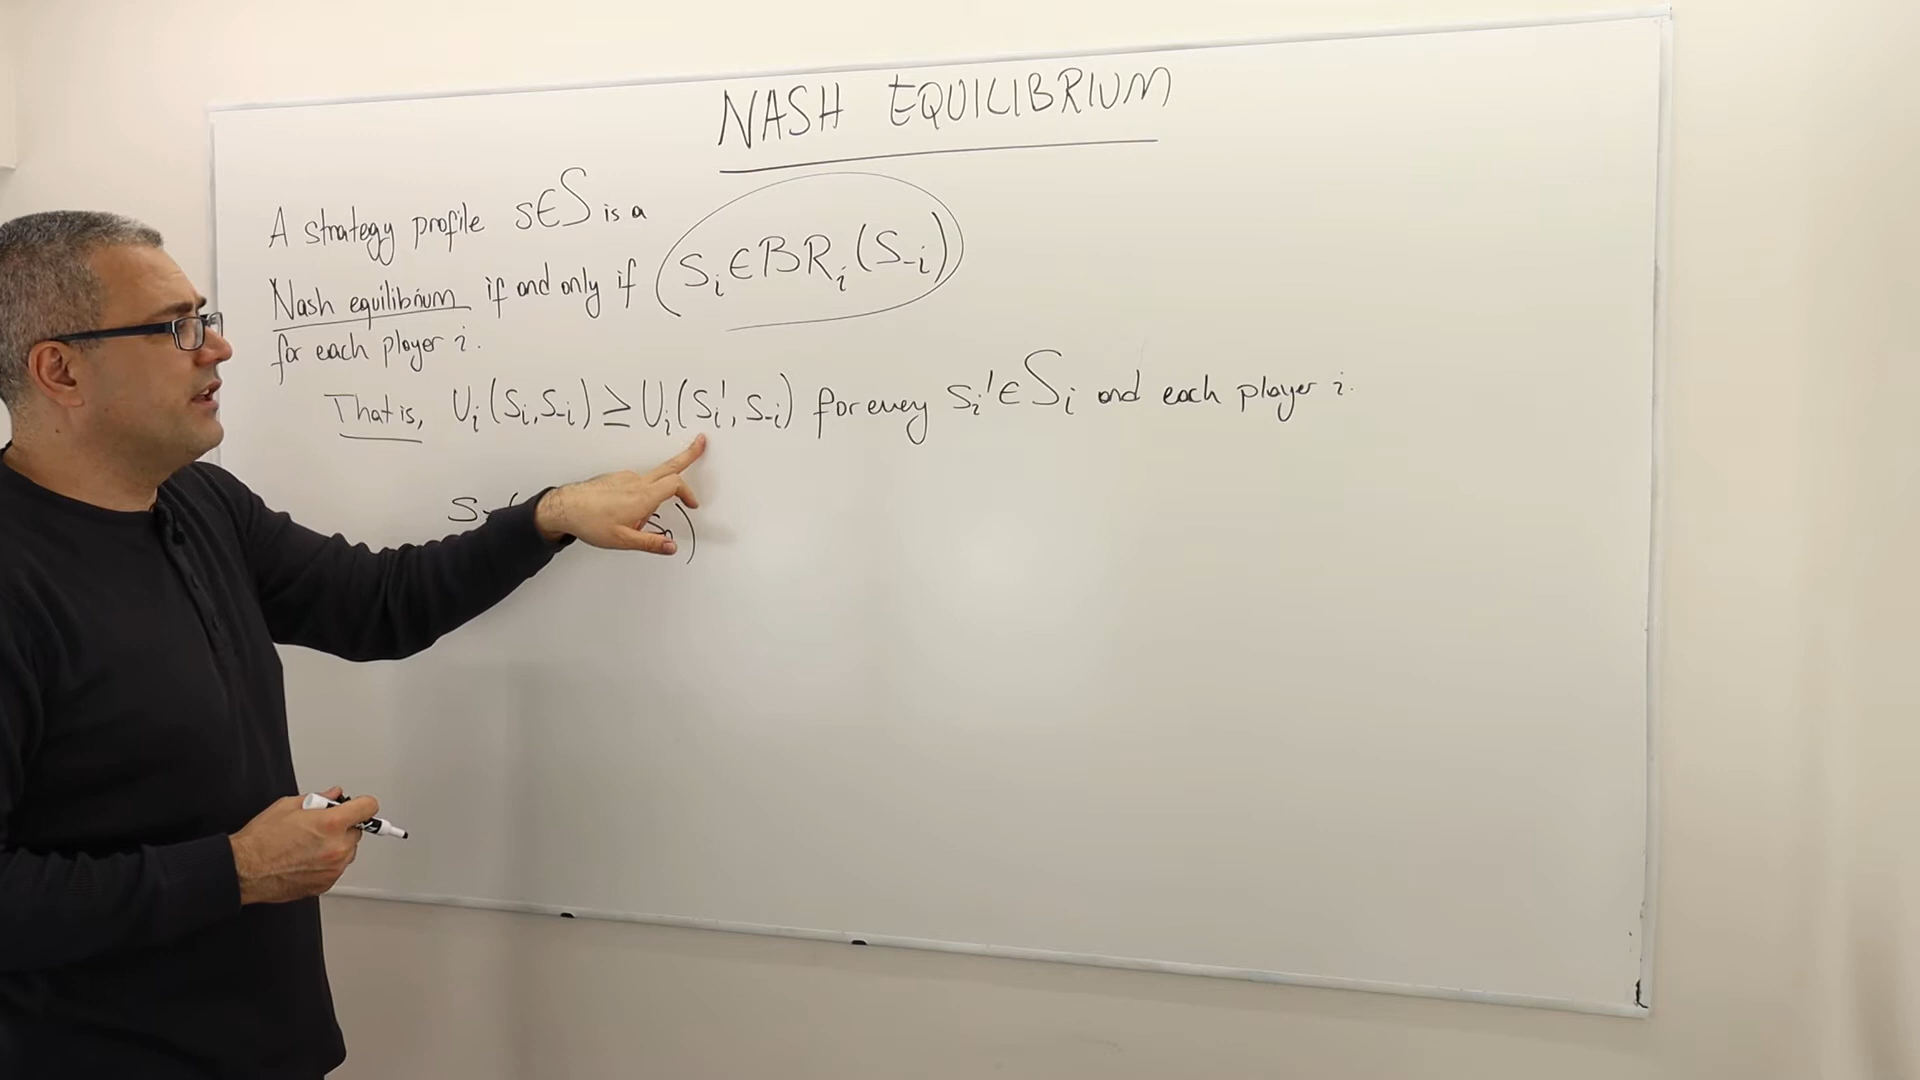 NASH EQUILIBRIUM
A strategy profile s∈S is a
Nash equilibrium if and only if (Si∈BRi(S-i))
for each player i.
That is, Ui(Si,S-i) ≥ Ui(Si',S-i) for every Si'∈Si and each player i.
S Sn)